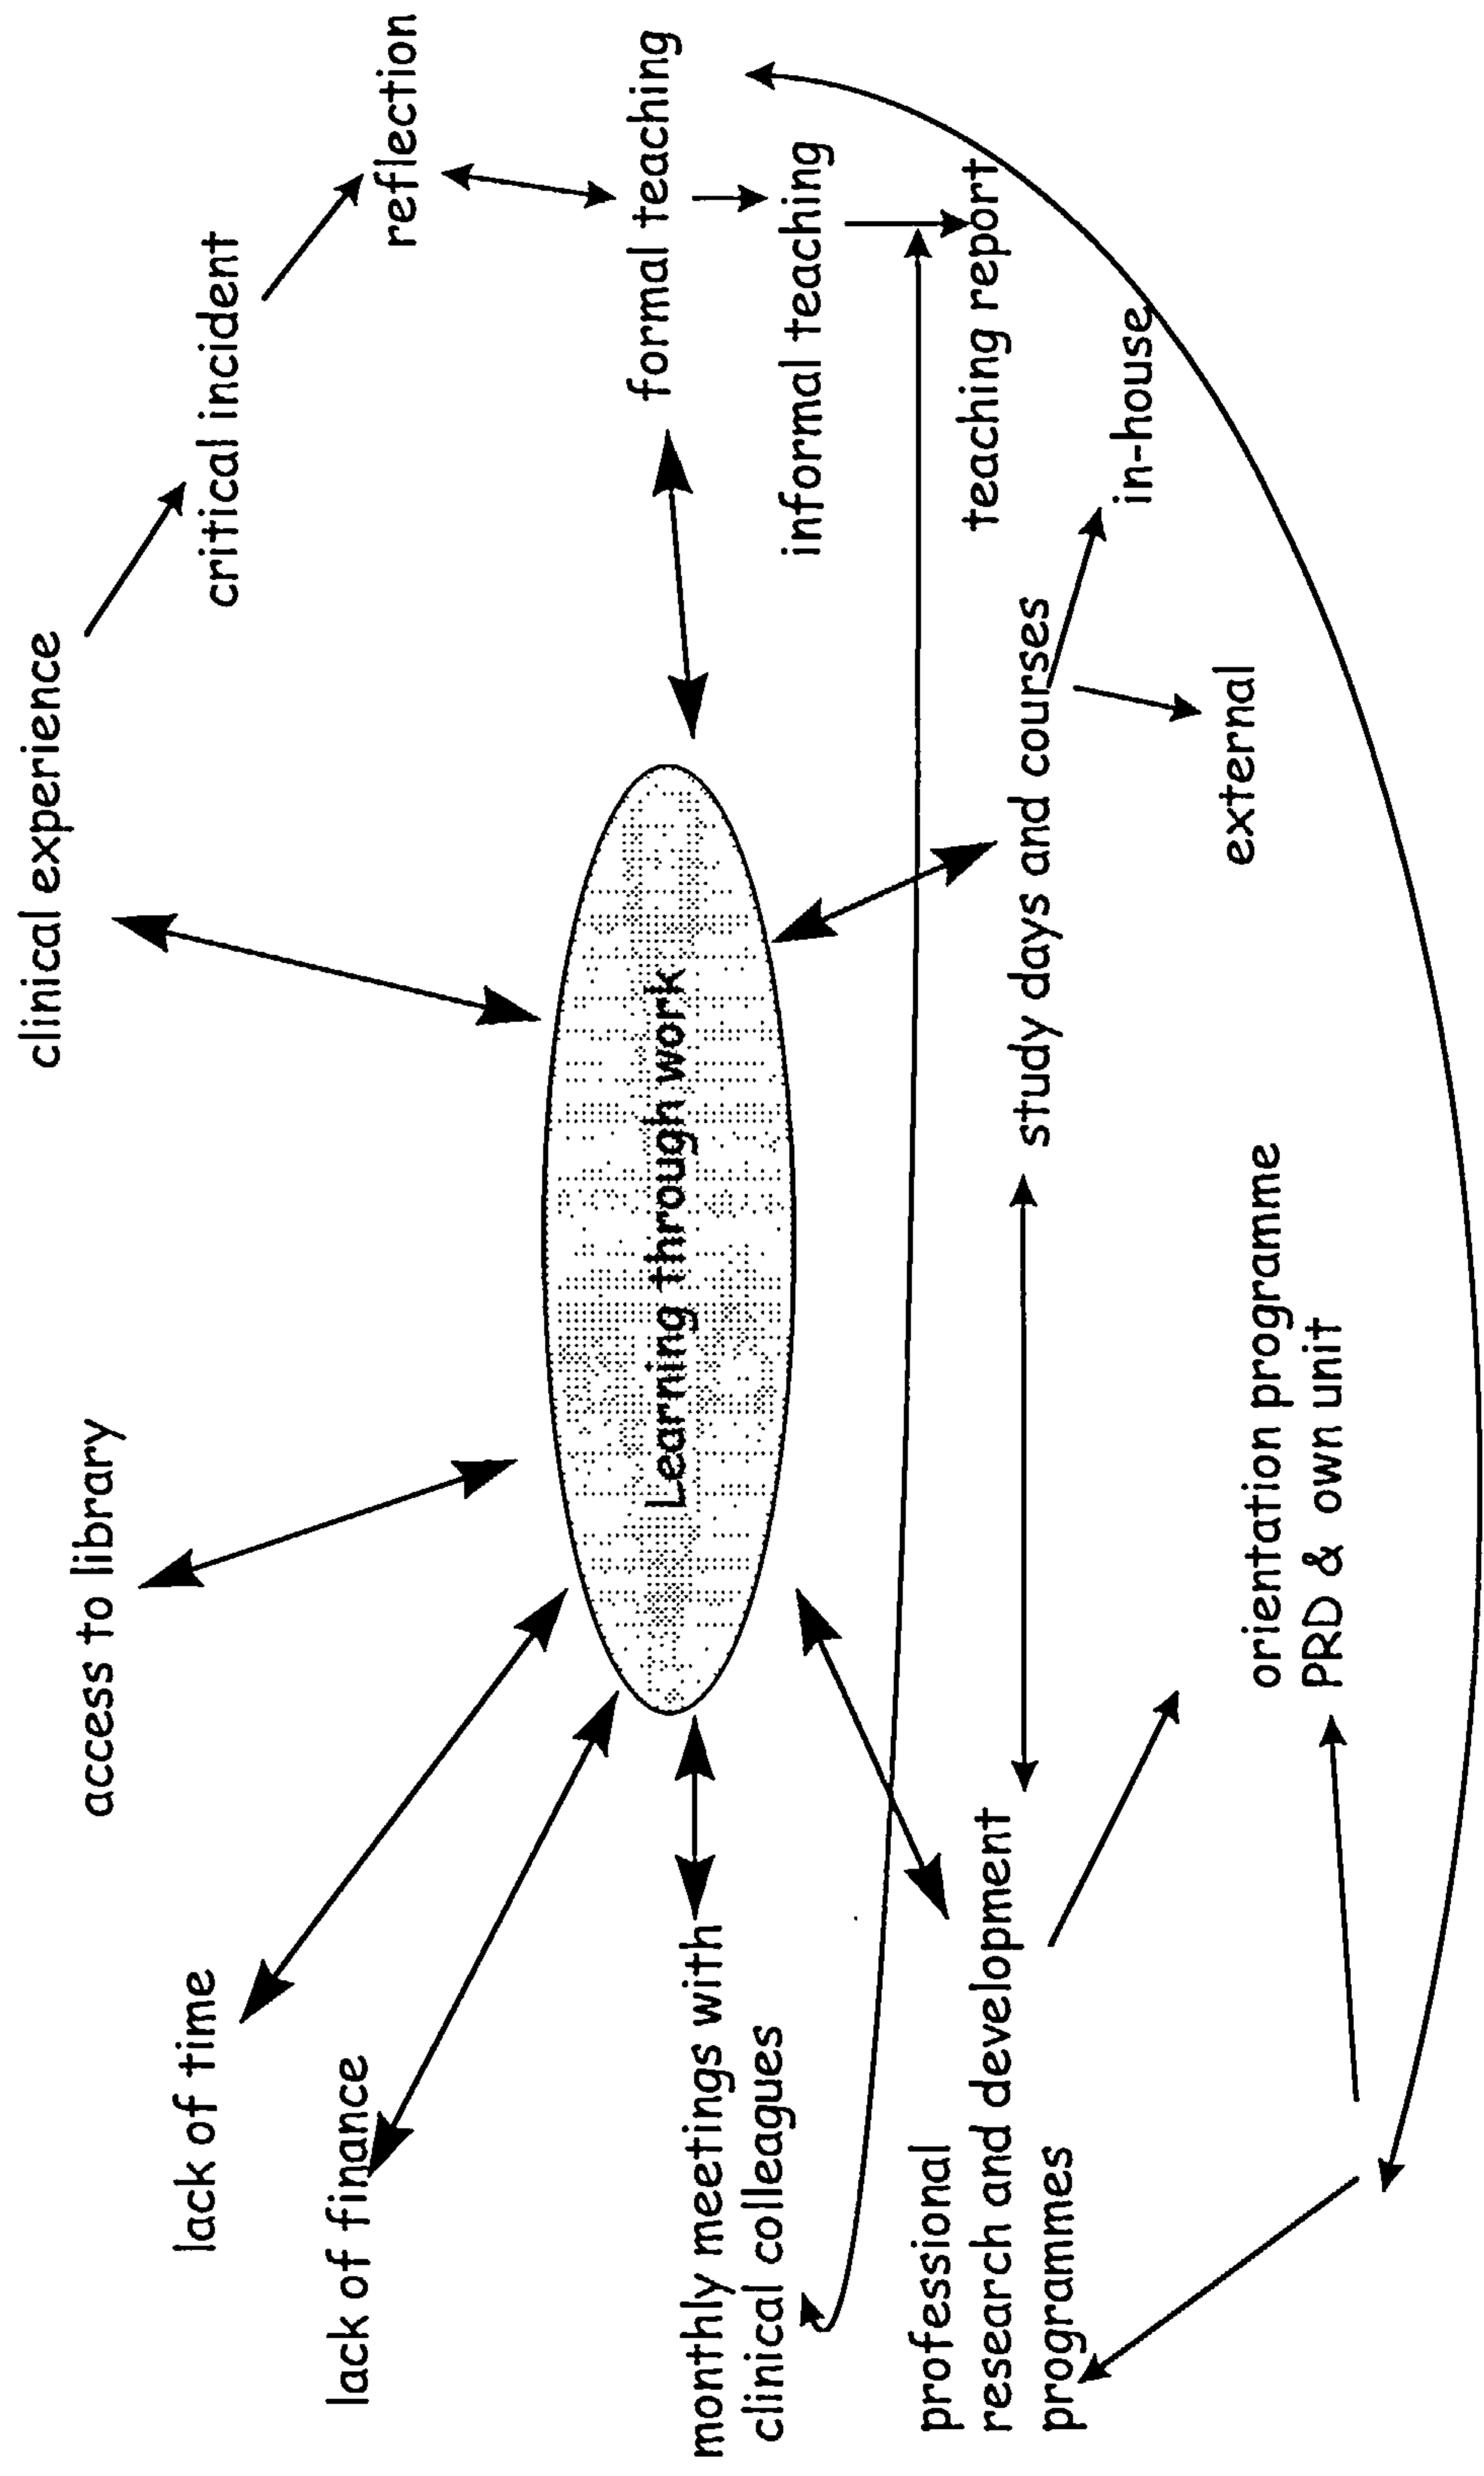 clinical experience
access to library
critical incident
lack of time
reflection
lack of finance
Learning through work
formal teaching
monthly meetings with
clinical colleagues
informal teaching
teaching report
professional
research and development
programmes
study days and courses
in-house
external
orientation programme
PRD & own unit